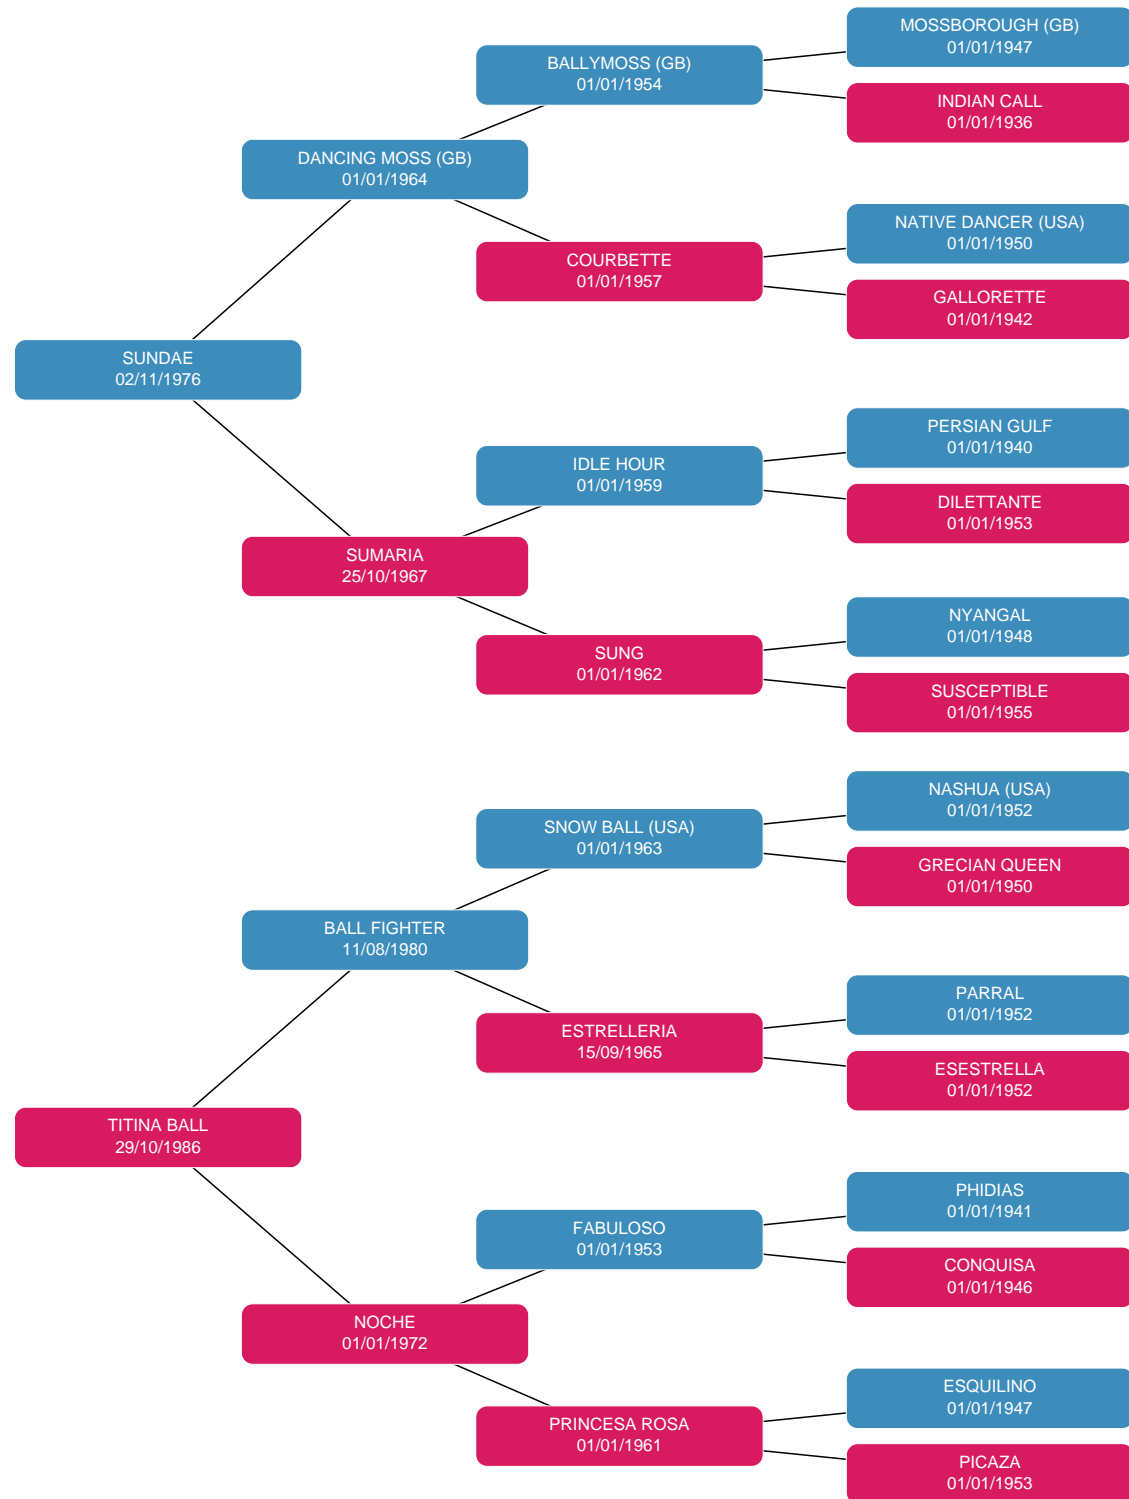 MOSSBOROUGH (GB)
01/01/1947
BALLYMOSS (GB)
01/01/1954
INDIAN CALL
01/01/1936
DANCING MOSS (GB)
01/01/1964
NATIVE DANCER (USA)
01/01/1950
COURBETTE
01/01/1957
GALLORETTE
01/01/1942
SUNDAE
02/11/1976
PERSIAN GULF
01/01/1940
IDLE HOUR
01/01/1959
DILETTANTE
01/01/1953
SUMARIA
25/10/1967
NYANGAL
01/01/1948
SUNG
01/01/1962
SUSCEPTIBLE
01/01/1955
NASHUA (USA)
01/01/1952
SNOW BALL (USA)
01/01/1963
GRECIAN QUEEN
01/01/1950
BALL FIGHTER
11/08/1980
PARRAL
01/01/1952
ESTRELLERIA
15/09/1965
ESESTRELLA
01/01/1952
TITINA BALL
29/10/1986
PHIDIAS
01/01/1941
FABULOSO
01/01/1953
CONQUISA
01/01/1946
NOCHE
01/01/1972
ESQUILINO
01/01/1947
PRINCESA ROSA
01/01/1961
PICAZA
01/01/1953